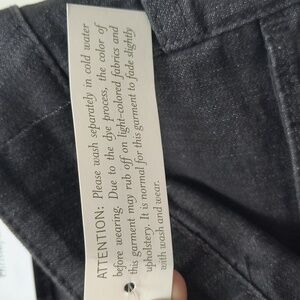 ATTENTION: Please wash separately in cold water
before wearing. Due to the dye process, the color of
this garment may rub off on light-colored fabrics and
upholstery. It is normal for this garment to fade slightly
with wash and wear.